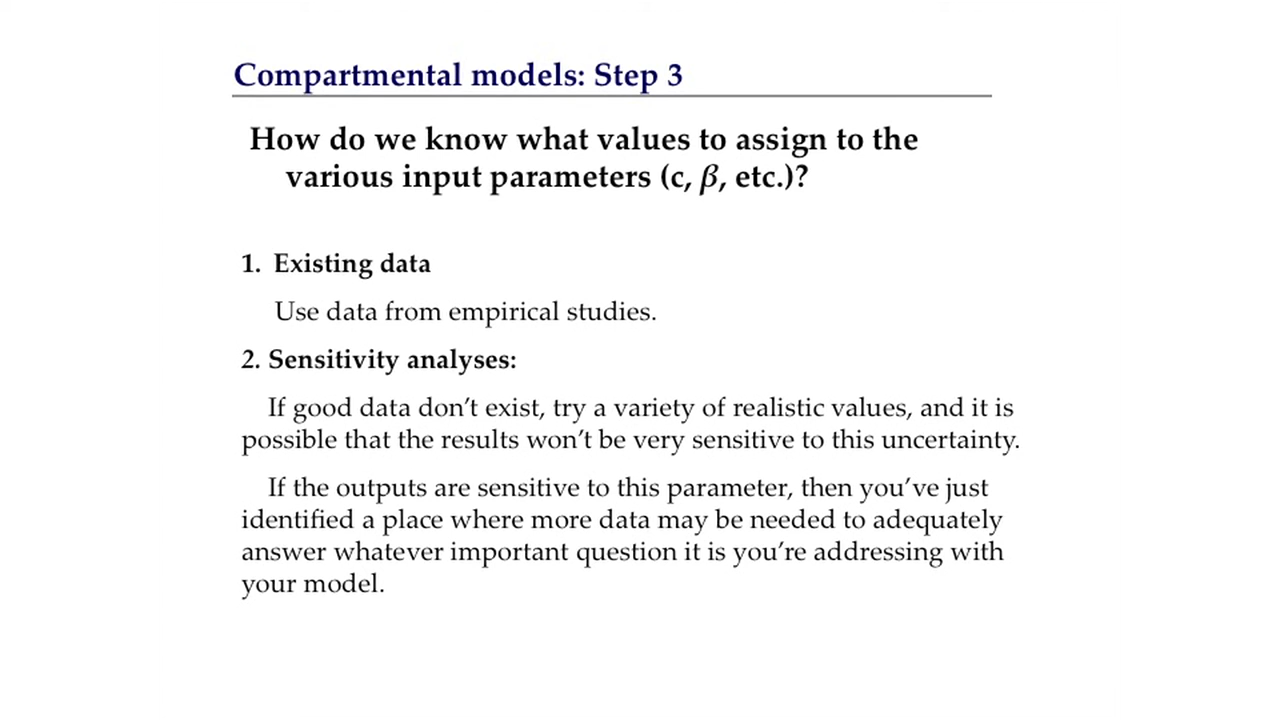 Compartmental models: Step 3
How do we know what values to assign to the
various input parameters (c, β, etc.)?
1. Existing data
Use data from empirical studies.
2. Sensitivity analyses:
If good data don’t exist, try a variety of realistic values, and it is
possible that the results won’t be very sensitive to this uncertainty.
If the outputs are sensitive to this parameter, then you’ve just
identified a place where more data may be needed to adequately
answer whatever important question it is you’re addressing with
your model.